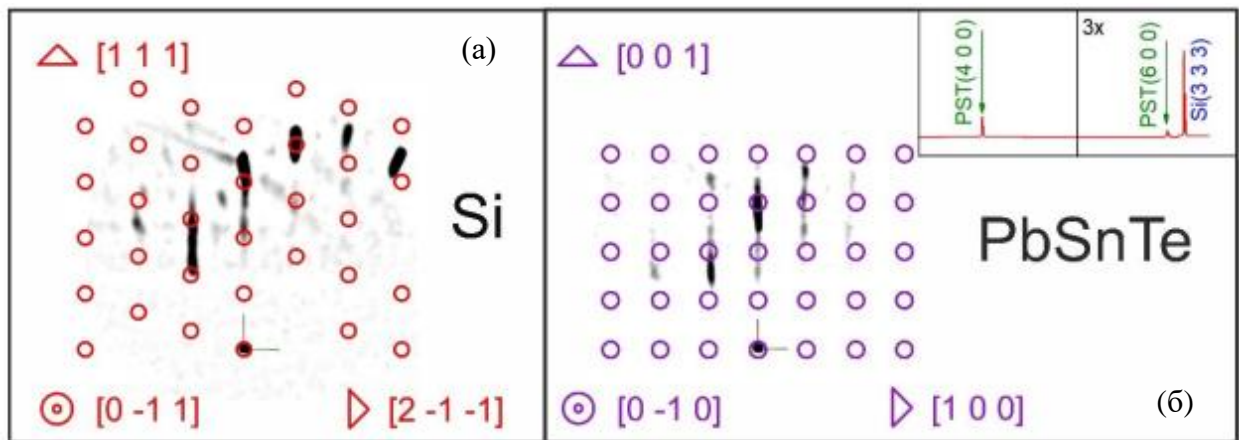 [1 1 1]
(а)
Si
[0 -1 1]
[2 -1 -1]
[0 0 1]
PST(4 0 0)
3x
PST(6 0 0)
Si(3 3 3)
PbSnTe
[0 -1 0]
[1 0 0]
(б)